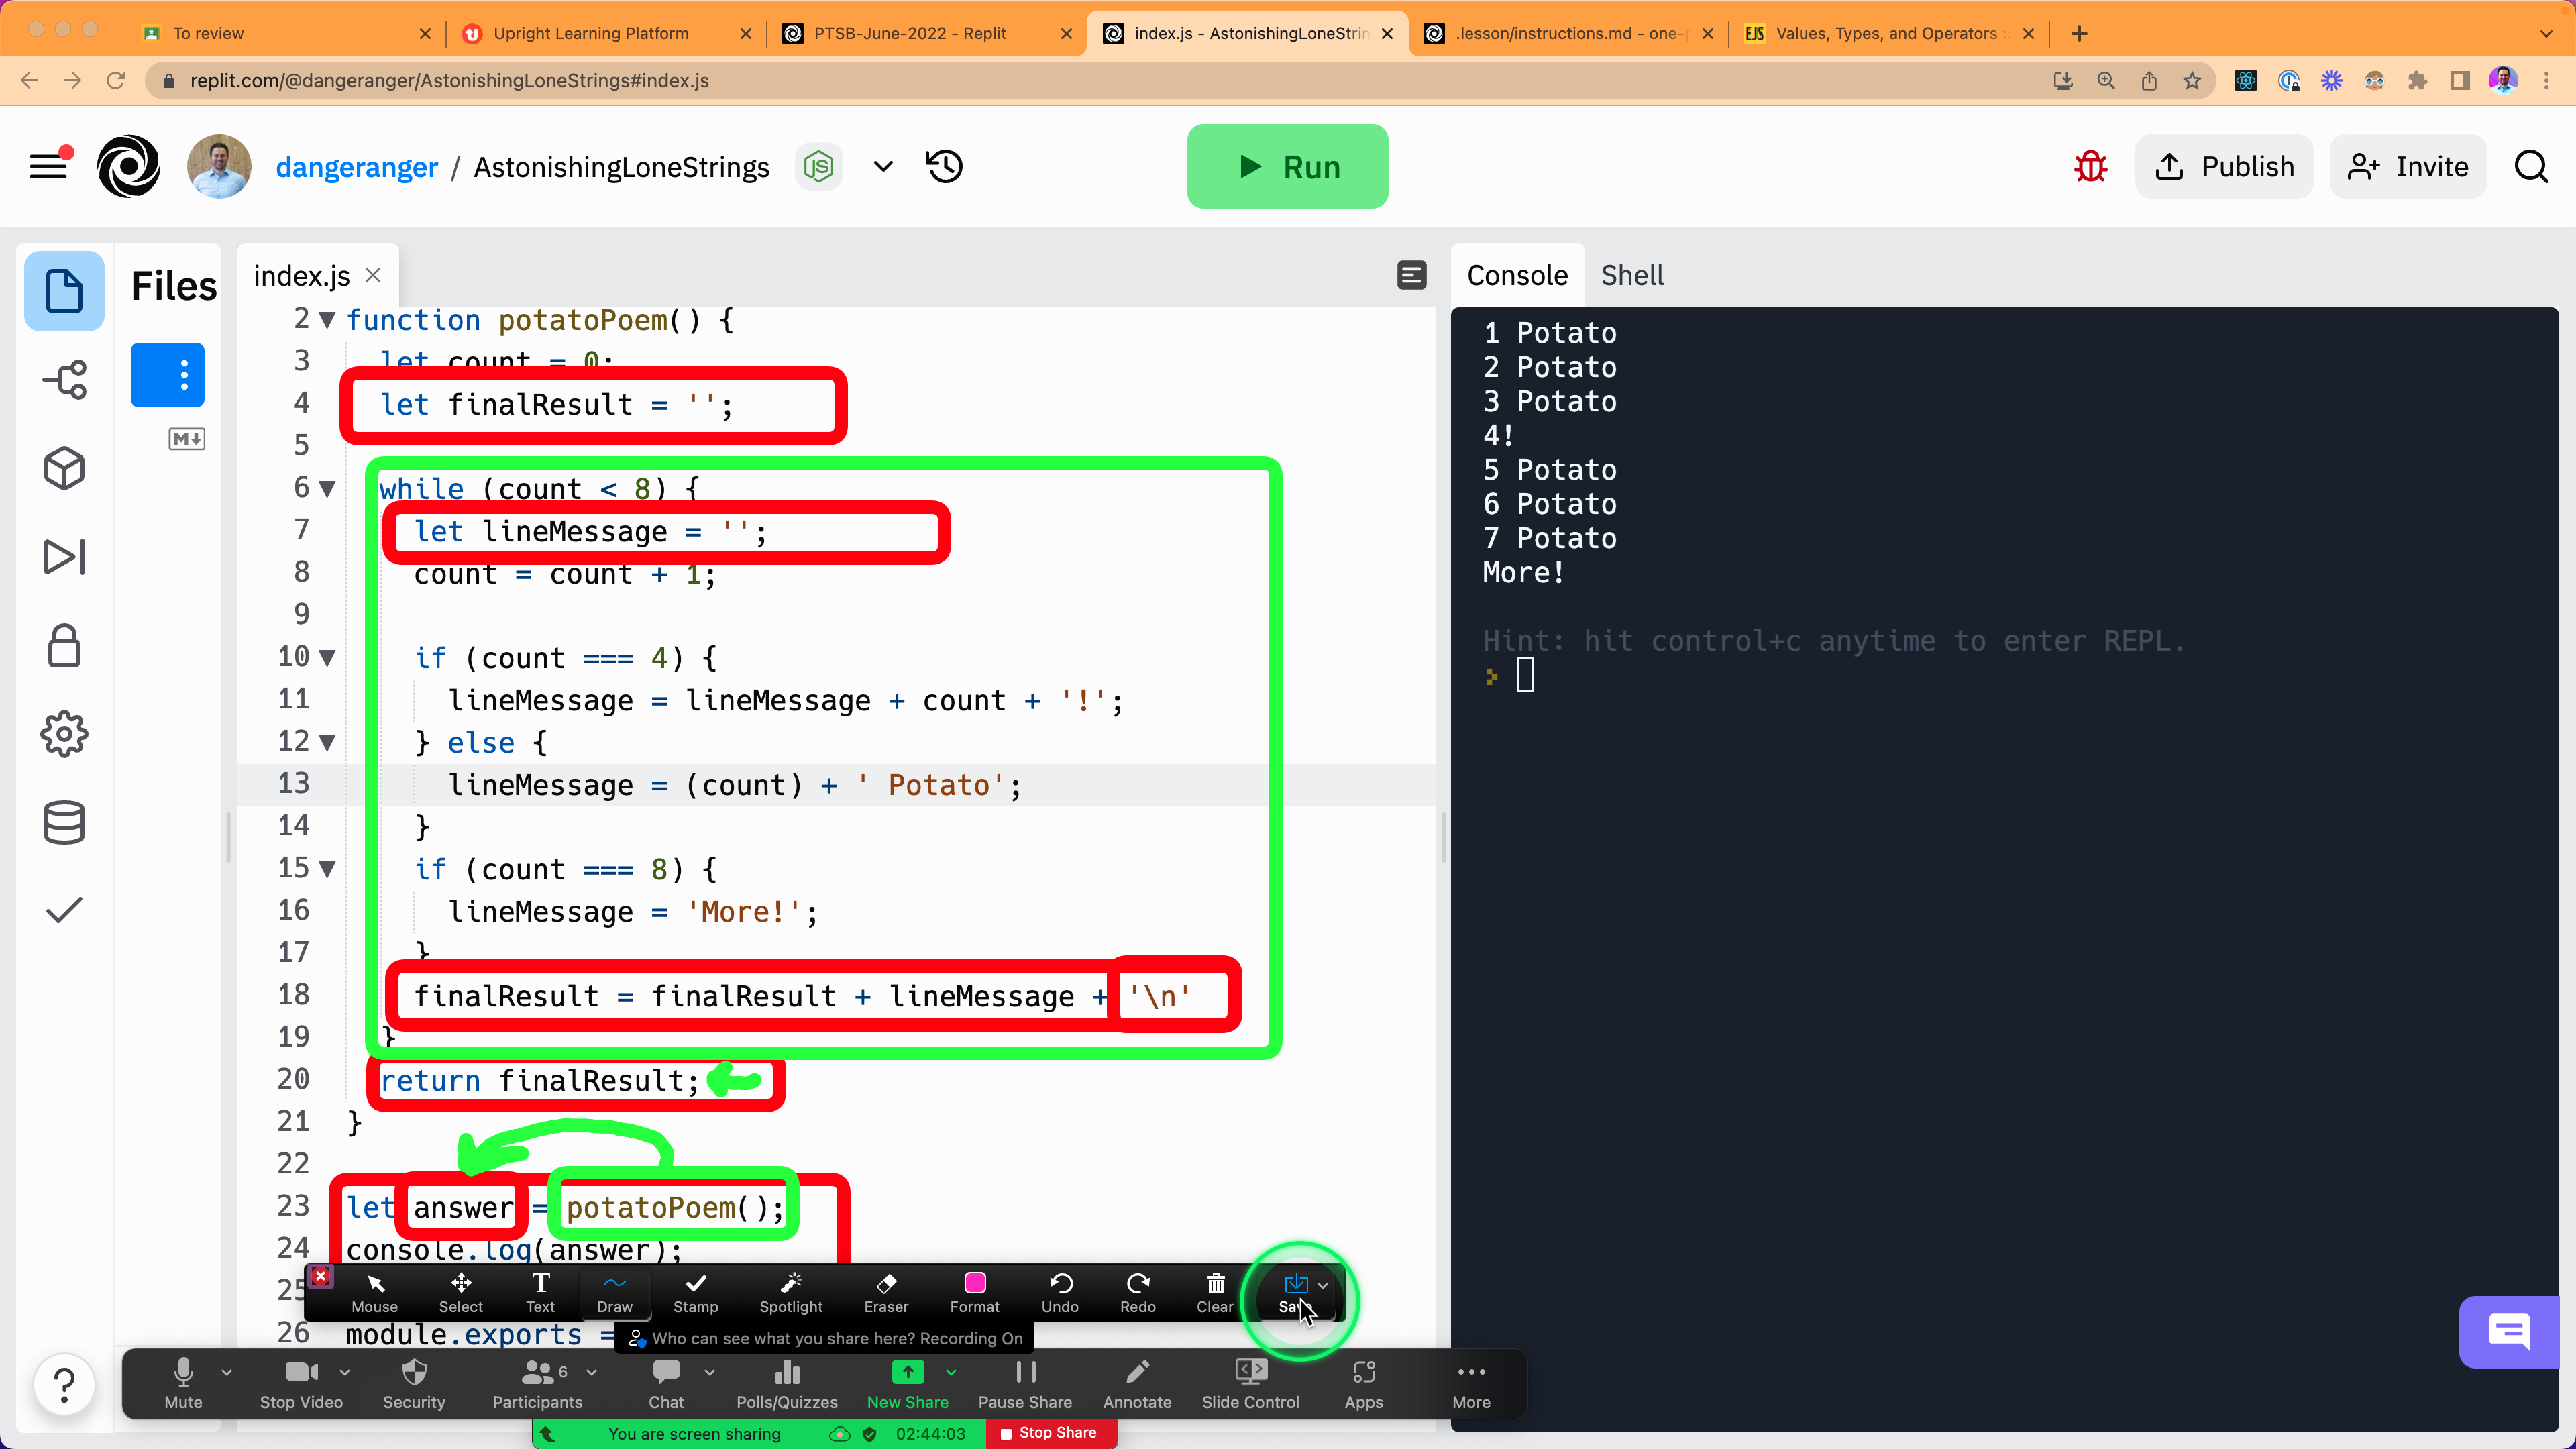 To review
Upright Learning Platform
PTSB-June-2022 - Replit
index.js - AstonishingLoneStrin
.lesson/instructions.md - one-p
EJS Values, Types, and Operators ::
replit.com/@dangeranger/AstonishingLoneStrings#index.js
dangeranger / AstonishingLoneStrings
JS
Run
Publish
Invite
Files
M
index.js
2 function potatoPoem() {
3 let count = 0;
4 let finalResult = '';
5
6 while (count < 8) {
7 let lineMessage = '';
8 count = count + 1;
9
10 if (count === 4) {
11 lineMessage = lineMessage + count + '!';
12 } else {
13 lineMessage = (count) + ' Potato';
14 }
15 if (count === 8) {
16 lineMessage = 'More!';
17 }
18 finalResult = finalResult + lineMessage + '\n'
19 }
20 return finalResult;
21 }
22
23 let answer = potatoPoem();
24 console.log(answer);
25
26 module.exports =
Console Shell
1 Potato
2 Potato
3 Potato
4!
5 Potato
6 Potato
7 Potato
More!
Hint: hit control+c anytime to enter REPL.
Mouse
Select
T
Text
Draw
Stamp
Spotlight
Eraser
Format
Undo
Redo
Clear
Save
Who can see what you share here? Recording On
?
Mute
Stop Video
Security
6
Participants
Chat
Polls/Quizzes
New Share
Pause Share
Annotate
Slide Control
Apps
More
You are screen sharing
02:44:03
Stop Share